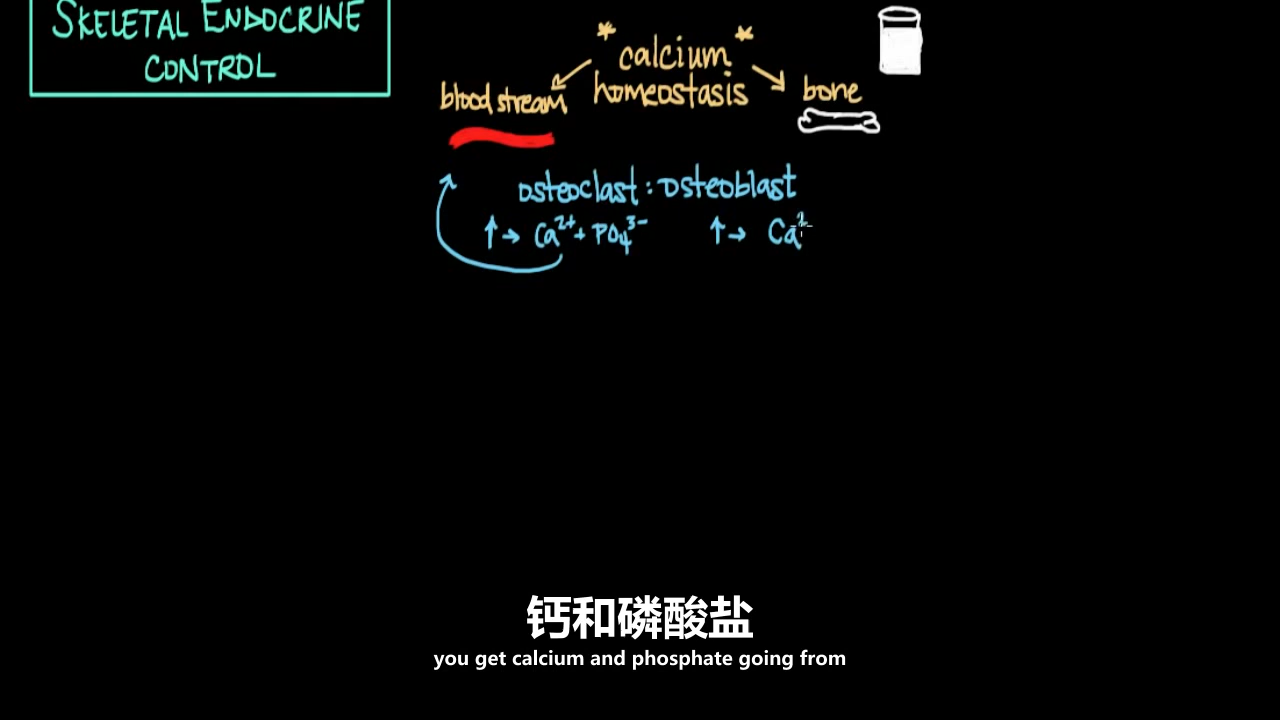 SKELETAL ENDOCRINE
CONTROL
* calcium *
homeostasis
blood stream
bone
osteoclast : osteoblast
↑→ Ca²⁺ + PO₄³⁻ ↑→ Ca²⁻
钙和磷酸盐
you get calcium and phosphate going from